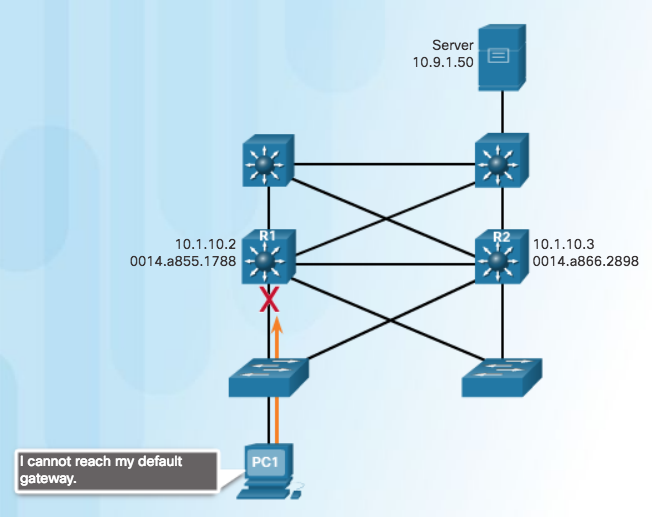 Server
10.9.1.50
R1
10.1.10.2
0014.a855.1788
R2
10.1.10.3
0014.a866.2898
X
I cannot reach my default
gateway.
PC1